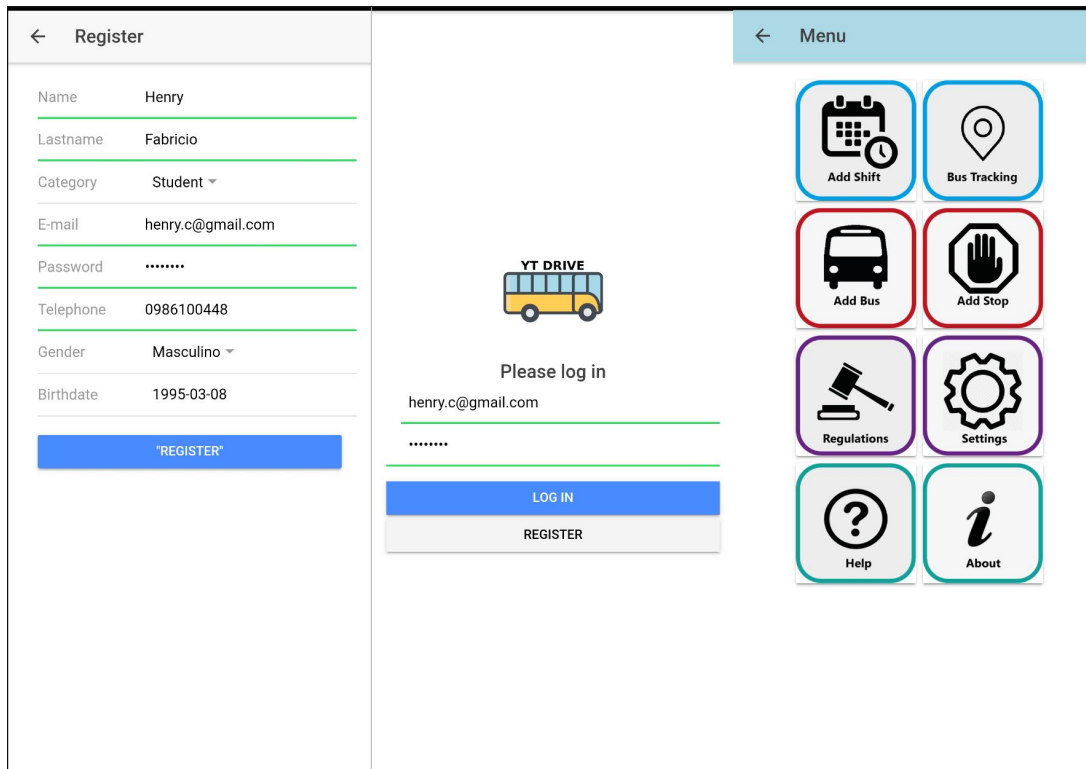 Register
Name Henry
Lastname Fabricio
Category Student
E-mail henry.c@gmail.com
Password ••••••••
Telephone 0986100448
Gender Masculino
Birthdate 1995-03-08
"REGISTER"
YT DRIVE
Please log in
henry.c@gmail.com
••••••••
LOG IN
REGISTER
Menu
Add Shift Bus Tracking
Add Bus Add Stop
Regulations Settings
Help About